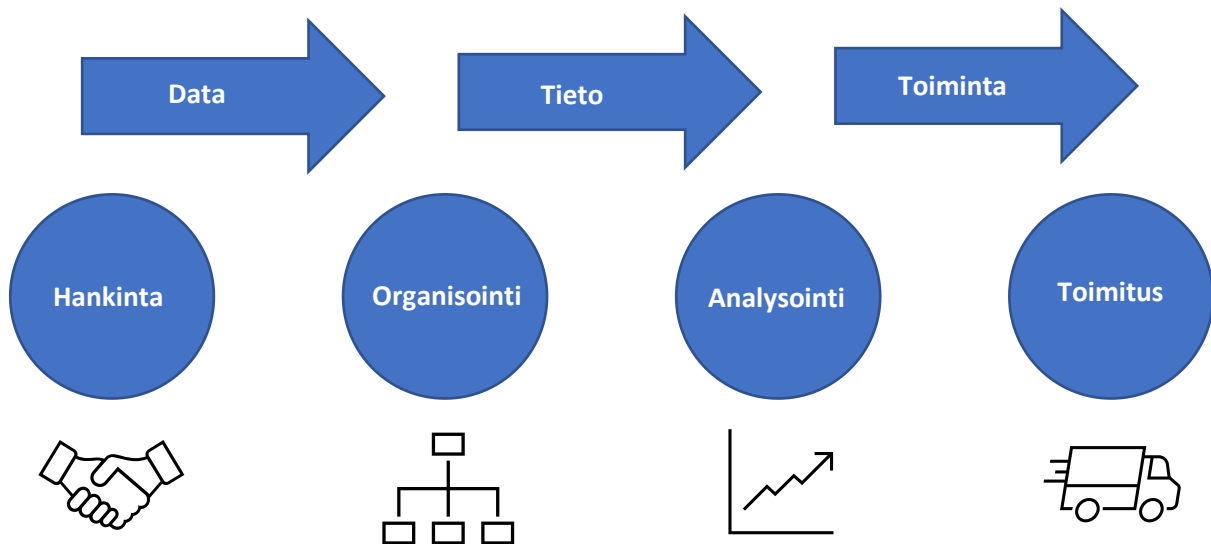 Data
Tieto
Toiminta
Hankinta
Organisointi
Analysointi
Toimitus